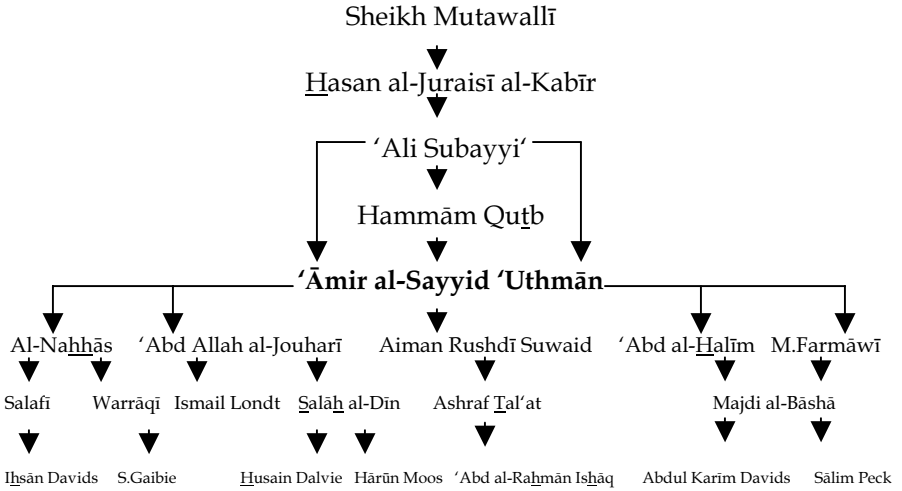 Sheikh Mutawallī
Hasan al-Juraisī al-Kabīr
‘Ali Subayyi‘
Hammām Qutb
‘Āmir al-Sayyid ‘Uthmān
Al-Nahhās ‘Abd Allah al-Jouharī Aiman Rushdī Suwaid ‘Abd al-Halīm M.Farmāwī
Salafī Warrāqī Ismail Londt Salāh al-Dīn Ashraf Tal‘at Majdi al-Bāshā
Ihsān Davids S.Gaibie Husain Dalvie Hārūn Moos ‘Abd al-Rahmān Ishāq Abdul Karīm Davids Sālim Peck